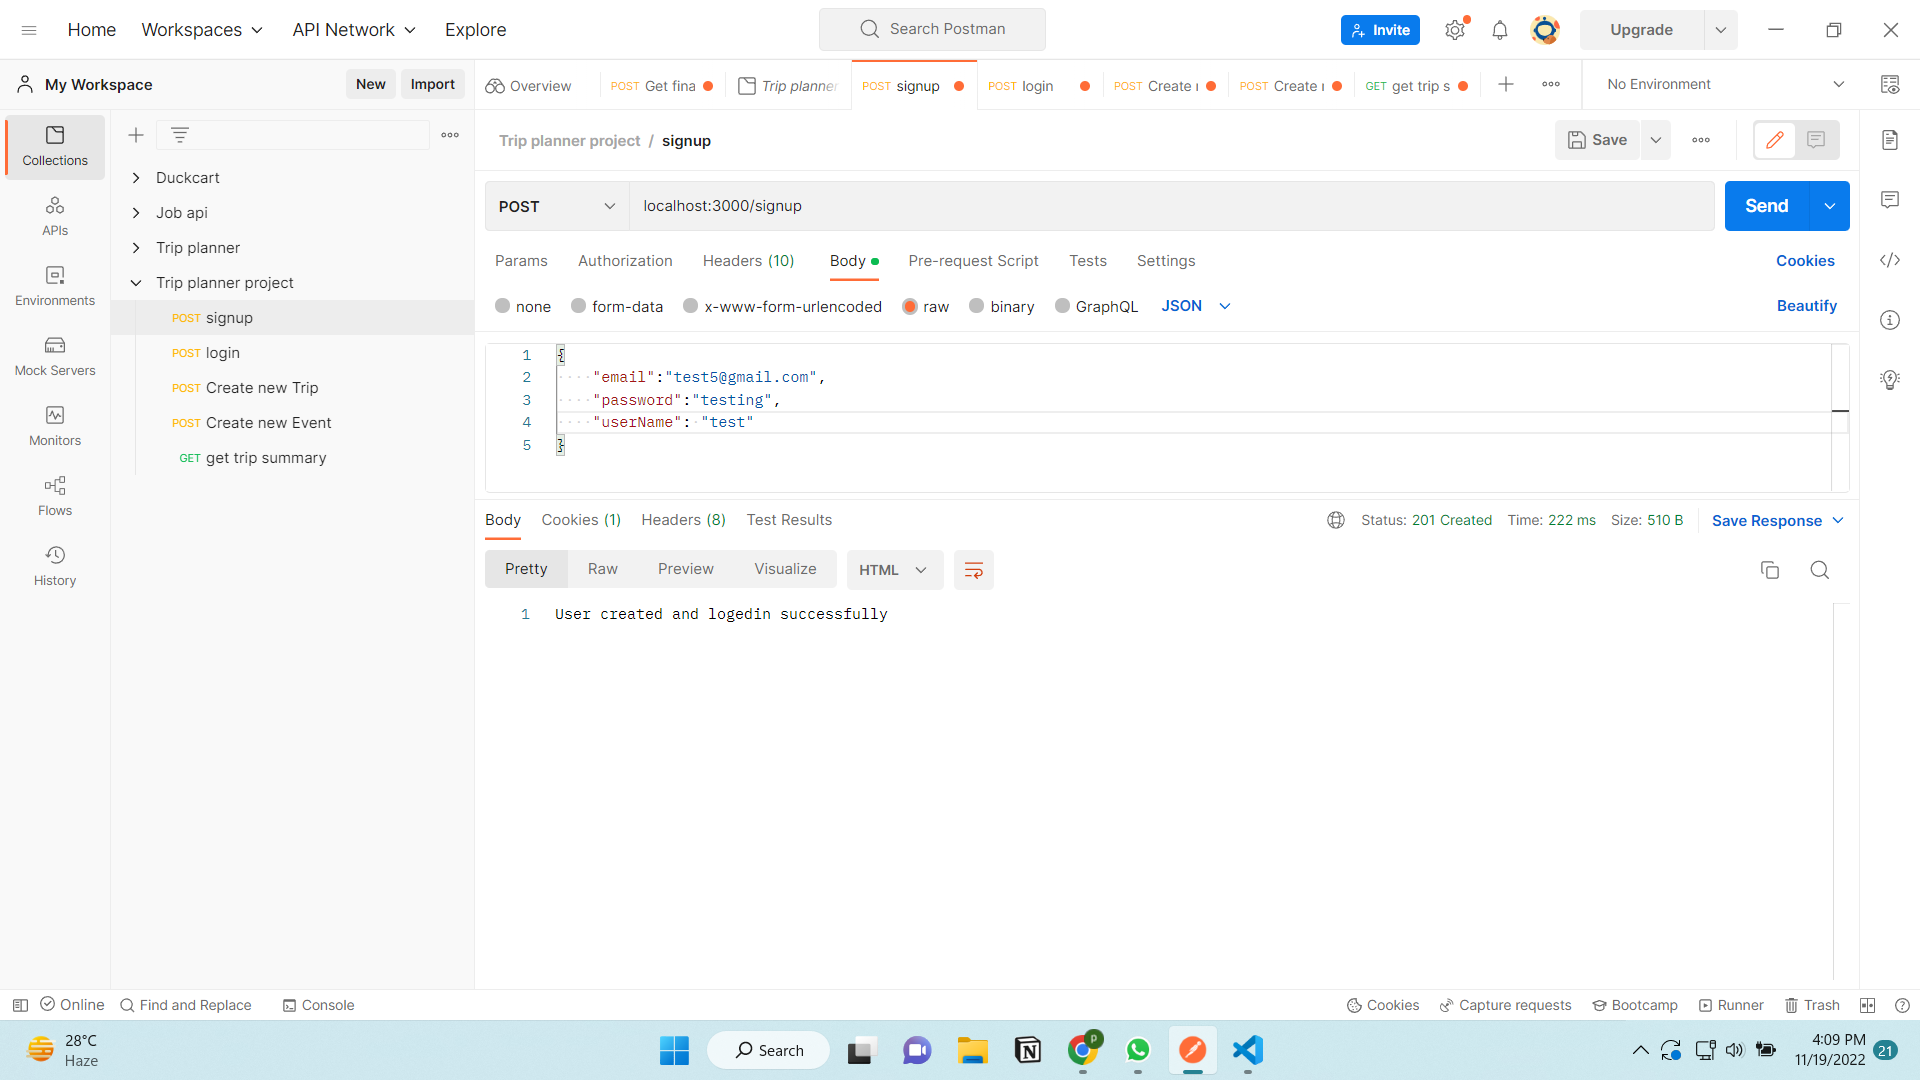 Home Workspaces API Network Explore Search Postman Invite Upgrade
My Workspace New Import Overview POST Get fina Trip planner POST signup POST login POST Create POST Create GET get trip s No Environment
Trip planner project / signup Save
Collections
APIs
Environments
Mock Servers
Monitors
Flows
History
Duckcart
Job api
Trip planner
Trip planner project
POST signup
POST login
POST Create new Trip
POST Create new Event
GET get trip summary
POST localhost:3000/signup Send
Params Authorization Headers (10) Body Pre-request Script Tests Settings Cookies
none form-data x-www-form-urlencoded raw binary GraphQL JSON Beautify
1 {
2 "email":"test5@gmail.com",
3 "password":"testing",
4 "userName": "test"
5 }
Body Cookies (1) Headers (8) Test Results Status: 201 Created Time: 222 ms Size: 510 B Save Response
Pretty Raw Preview Visualize HTML
1 User created and logedin successfully
Online Find and Replace Console Cookies Capture requests Bootcamp Runner Trash
28°C
Haze
Search
P
4:09 PM
11/19/2022
21